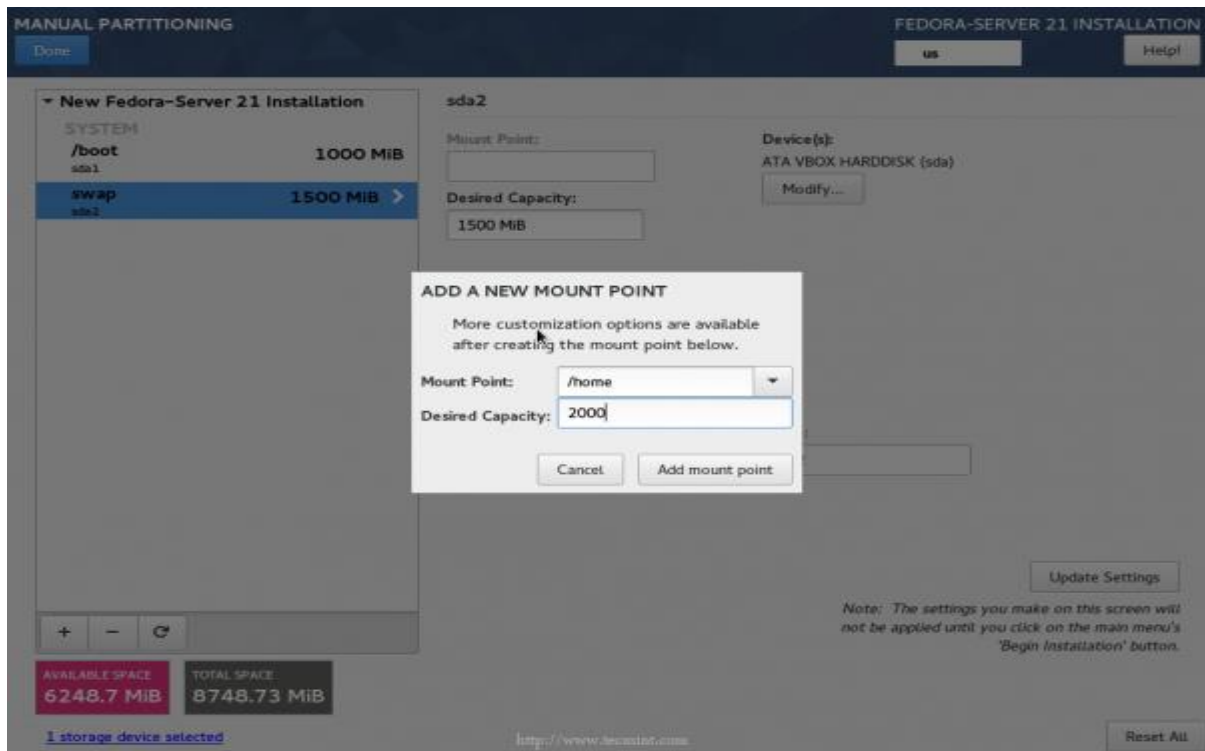 MANUAL PARTITIONING
FEDORA-SERVER 21 INSTALLATION
Done
us
Help!
New Fedora-Server 21 Installation
SYSTEM
/boot
1000 MiB
sda1
swap
1500 MiB
sda2
sda2
Mount Point:
Desired Capacity:
1500 MiB
Device(s):
ATA VBOX HARDDISK (sda)
Modify...
ADD A NEW MOUNT POINT
More customization options are available
after creating the mount point below.
Mount Point:
/home
Desired Capacity:
2000
Cancel
Add mount point
Update Settings
Note: The settings you make on this screen will
not be applied until you click on the main menu's
'Begin Installation' button.
+ −
AVAILABLE SPACE
6248.7 MiB
TOTAL SPACE
8748.73 MiB
1 storage device selected
http://www.tecmint.com
Reset All